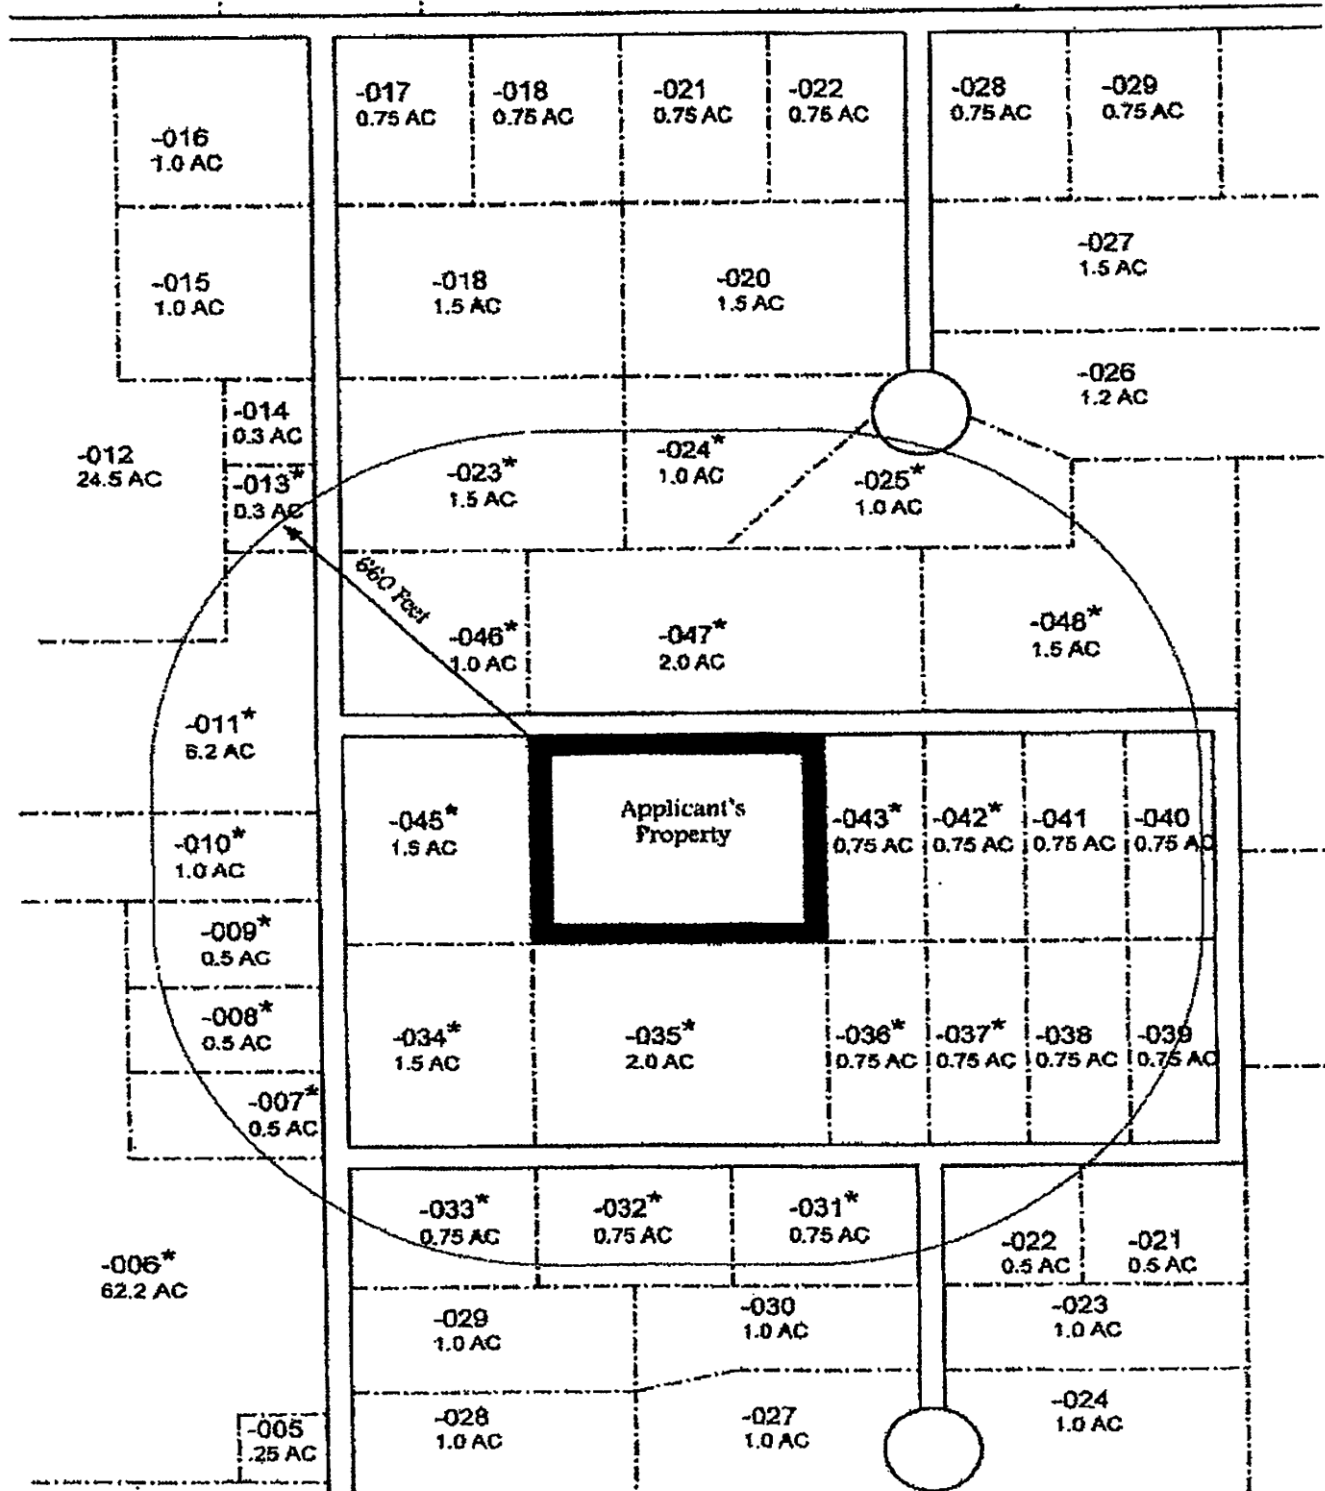 -017
0.75 AC
-018
0.75 AC
-021
0.75 AC
-022
0.75 AC
-028
0.75 AC
-029
0.75 AC
-016
1.0 AC
-015
1.0 AC
-018
1.5 AC
-020
1.5 AC
-027
1.5 AC
-026
1.2 AC
-014
0.3 AC
-012
24.5 AC
-013*
0.3 AC
-023*
1.5 AC
-024*
1.0 AC
-025*
1.0 AC
660 Feet
-046*
1.0 AC
-047*
2.0 AC
-048*
1.5 AC
-011*
6.2 AC
-045*
1.5 AC
Applicant's
Property
-043*
0.75 AC
-042*
0.75 AC
-041
0.75 AC
-040
0.75 AC
-010*
1.0 AC
-009*
0.5 AC
-008*
0.5 AC
-034*
1.5 AC
-035*
2.0 AC
-036*
0.75 AC
-037*
0.75 AC
-038
0.75 AC
-039
0.75 AC
-007*
0.5 AC
-033*
0.75 AC
-032*
0.75 AC
-031*
0.75 AC
-022
0.5 AC
-021
0.5 AC
-006*
62.2 AC
-029
1.0 AC
-030
1.0 AC
-023
1.0 AC
-005
.25 AC
-028
1.0 AC
-027
1.0 AC
-024
1.0 AC